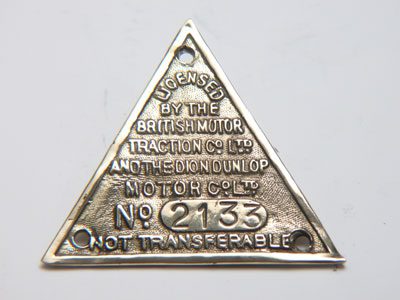 LICENSED
BY THE
BRITISH MOTOR
TRACTION CO LTD
AND THE DION DUNLOP
MOTOR CO LTD
NO 2133
NOT TRANSFERABLE